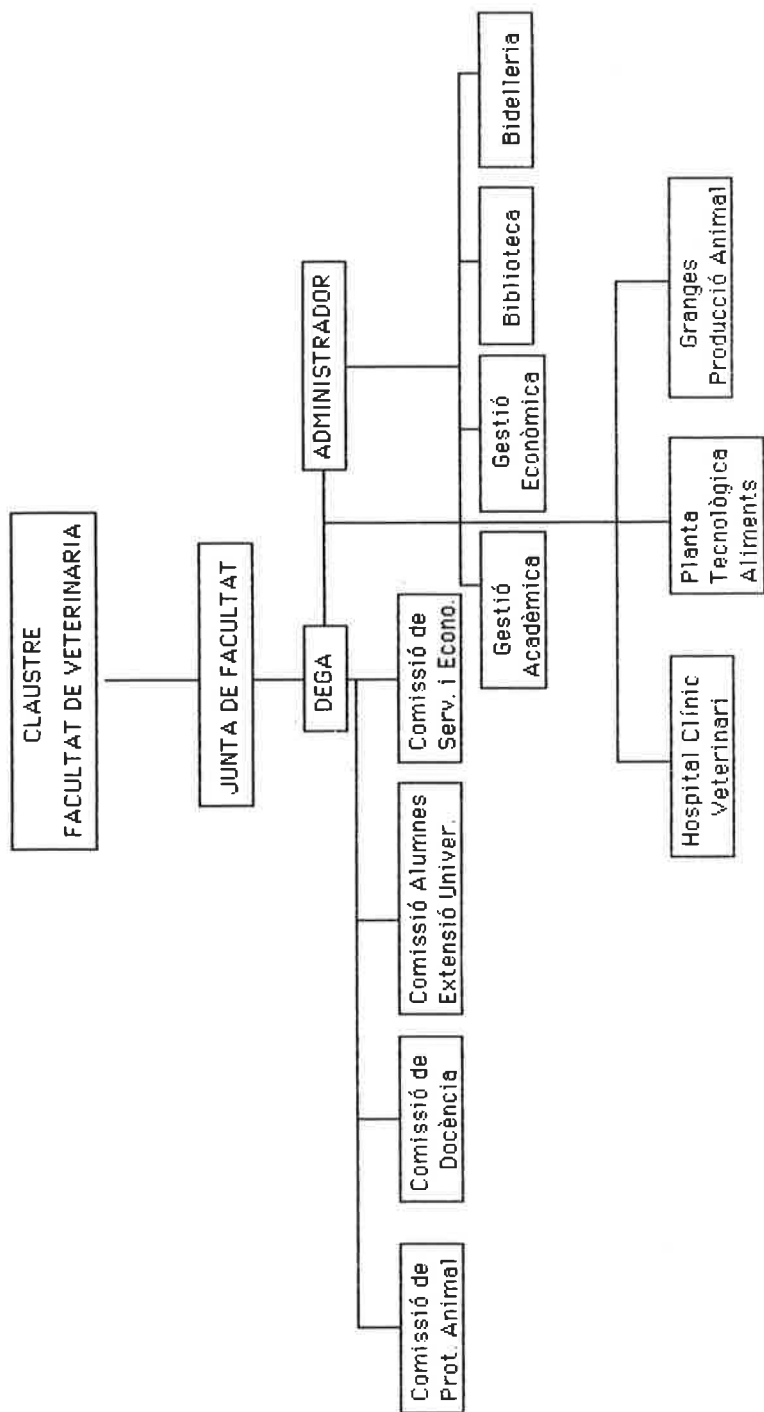 CLAUSTRE
FACULTAT DE VETERINARIA
JUNTA DE FACULTAT
DEGA
ADMINISTRADOR
Comissió de
Prot. Animal
Comissió de
Docència
Comissió Alumnes
Extensió Univer.
Comissió de
Serv. i Econo.
Gestió
Acadèmica
Gestió
Econòmica
Biblioteca
Bidelleria
Hospital Clínic
Veterinari
Planta
Tecnològica
Aliments
Granges
Producció Animal